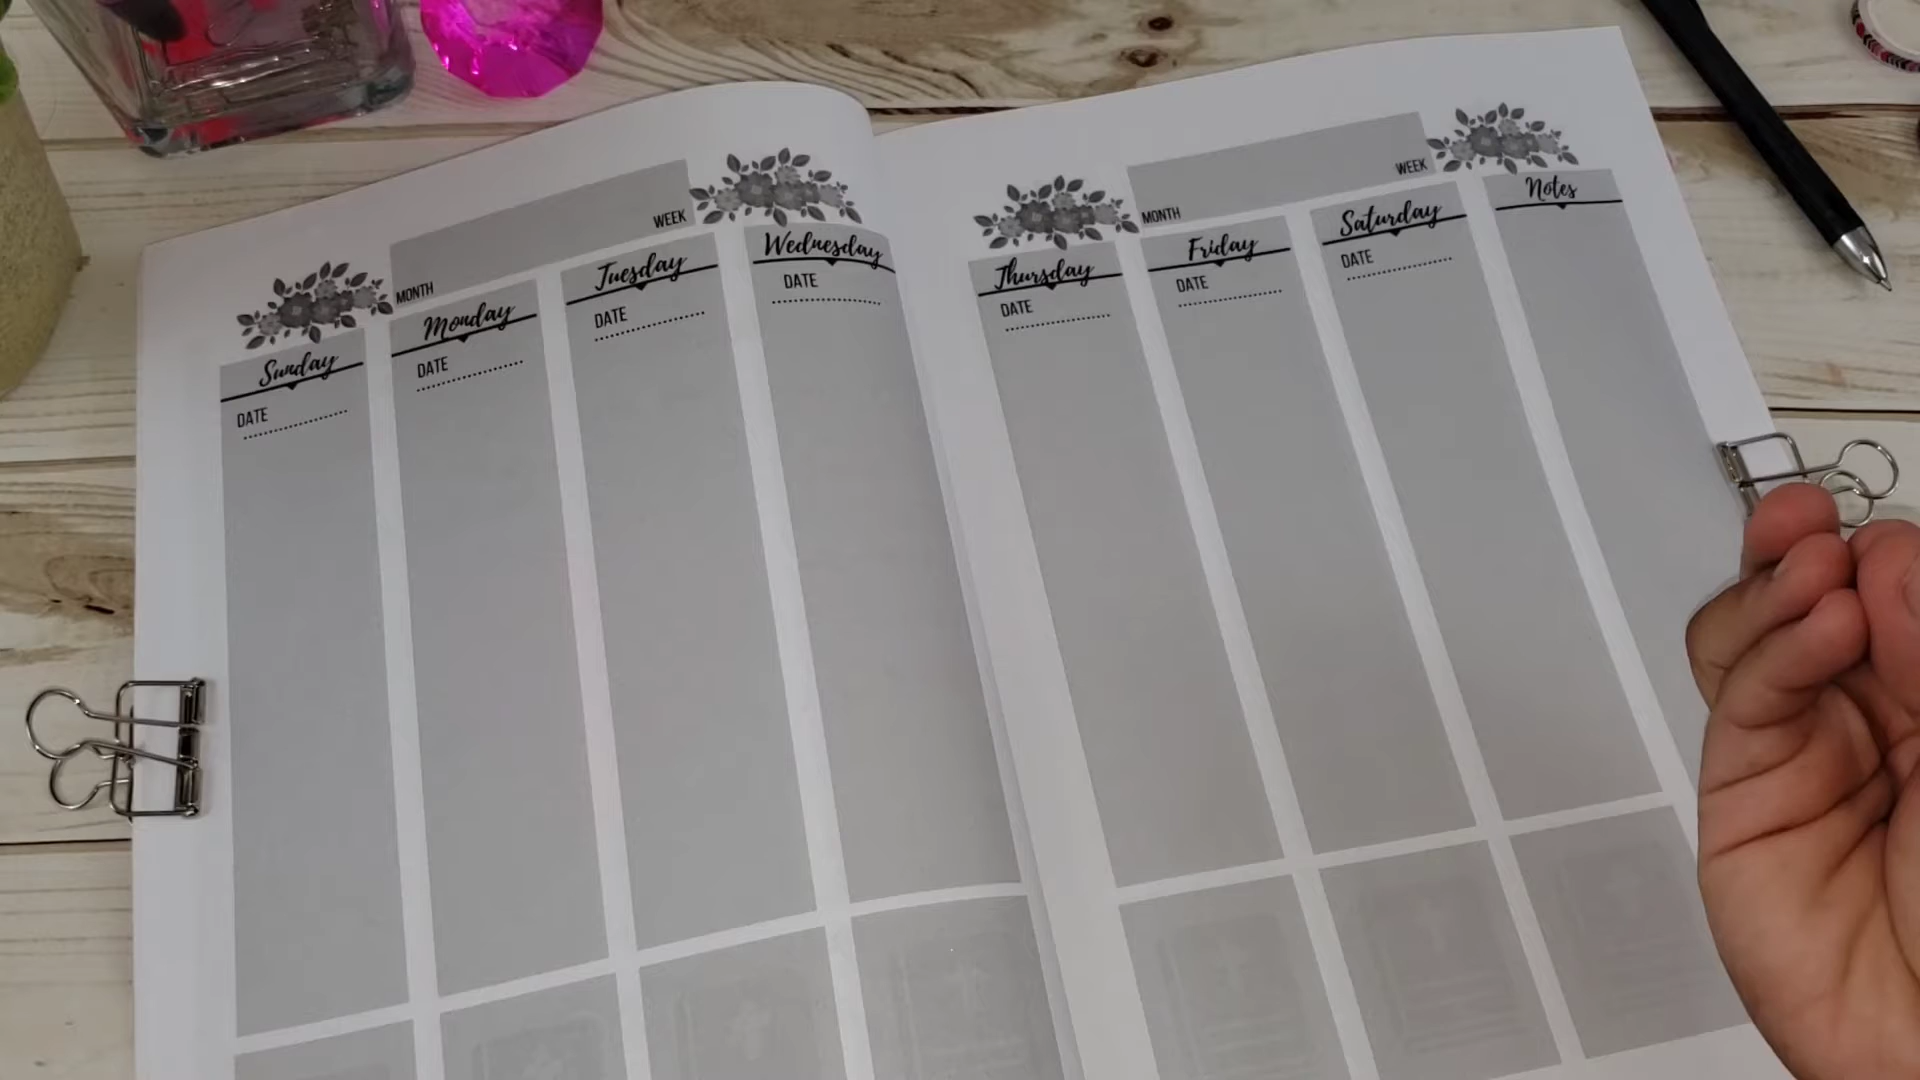 MONTH WEEK
Sunday
DATE
Monday
DATE
Tuesday
DATE
Wednesday
DATE
MONTH WEEK
Thursday
DATE
Friday
DATE
Saturday
DATE
Notes